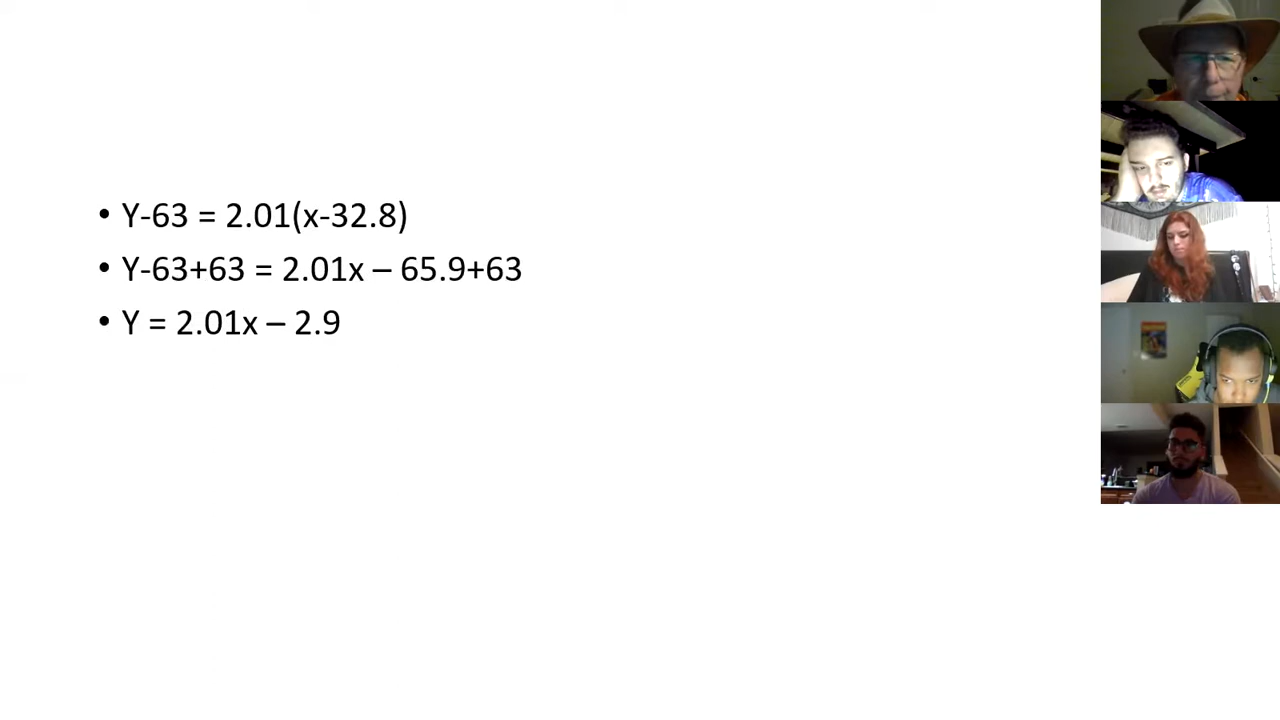 • Y-63 = 2.01(x-32.8)
• Y-63+63 = 2.01x – 65.9+63
• Y = 2.01x – 2.9